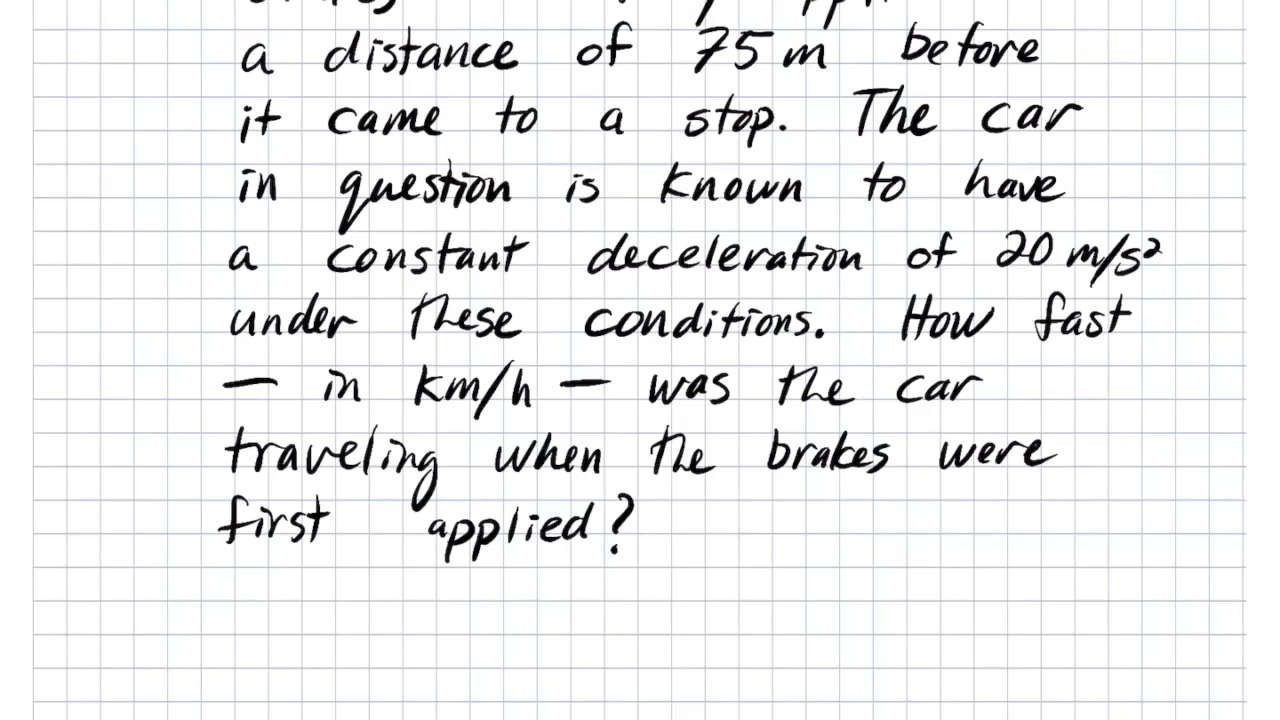 a distance of 75 m before
it came to a stop. The car
in question is known to have
a constant deceleration of 20 m/s²
under these conditions. How fast
— in km/h — was the car
traveling when the brakes were
first applied?